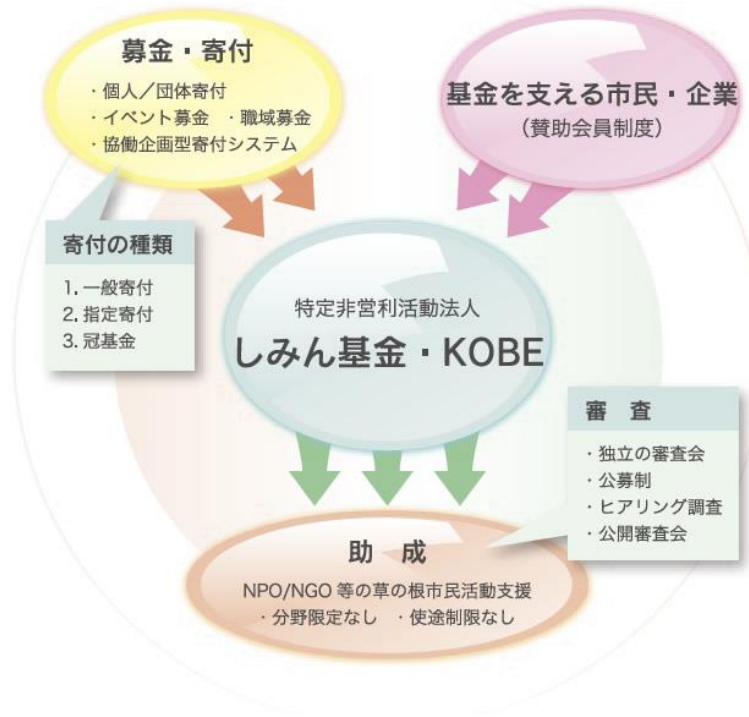 募金・寄付
・個人／団体寄付
・イベント募金 ・職域募金
・協働企画型寄付システム
基金を支える市民・企業
（賛助会員制度）
寄付の種類
1. 一般寄付
2. 指定寄付
3. 冠基金
特定非営利活動法人
しみん基金・KOBE
審 査
・独立の審査会
・公募制
・ヒアリング調査
・公開審査会
助 成
NPO/NGO 等の草の根市民活動支援
・分野限定なし ・使途制限なし